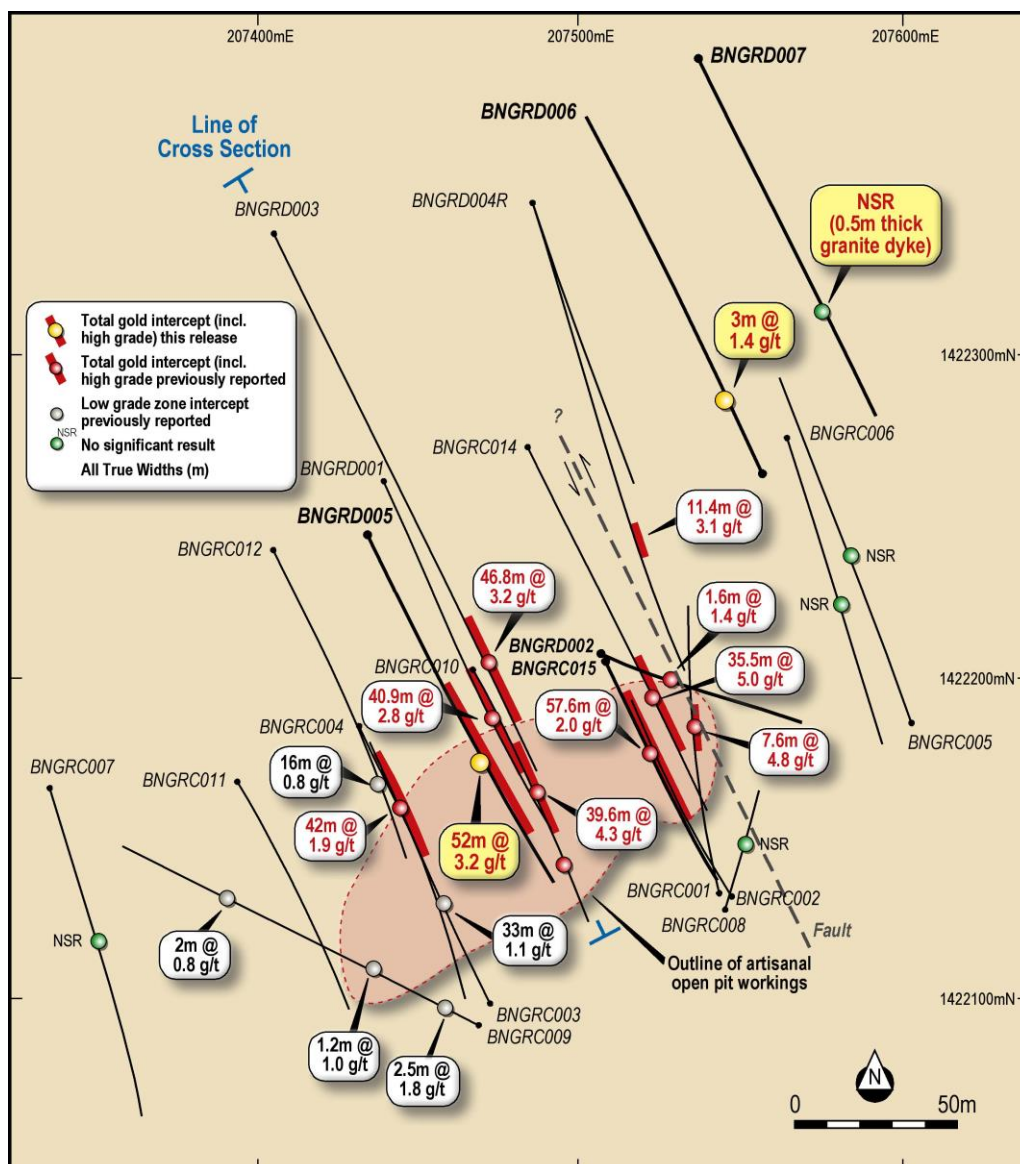 207400mE
207500mE
207600mE
BNGRD007
BNGRD006
Line of
Cross Section
BNGRD003
BNGRD004R
NSR
(0.5m thick
granite dyke)
Total gold intercept (incl.
high grade) this release
Total gold intercept (incl.
high grade previously reported
Low grade zone intercept
previously reported
NSR
No significant result
All True Widths (m)
3m @
1.4 g/t
1422300mN
?
BNGRC006
BNGRC014
BNGRD001
BNGRD005
11.4m @
3.1 g/t
BNGRC012
NSR
46.8m @
3.2 g/t
1.6m @
1.4 g/t
NSR
BNGRD002
BNGRC015
BNGRC010
35.5m @
5.0 g/t
1422200mN
40.9m @
2.8 g/t
57.6m @
2.0 g/t
BNGRC004
BNGRC005
7.6m @
4.8 g/t
16m @
0.8 g/t
BNGRC007
BNGRC011
42m @
1.9 g/t
52m @
3.2 g/t
39.6m @
4.3 g/t
NSR
BNGRC001
BNGRC002
BNGRC008
Fault
NSR
2m @
0.8 g/t
33m @
1.1 g/t
Outline of artisanal
open pit workings
1422100mN
BNGRC003
BNGRC009
1.2m @
1.0 g/t
2.5m @
1.8 g/t
N
0
50m